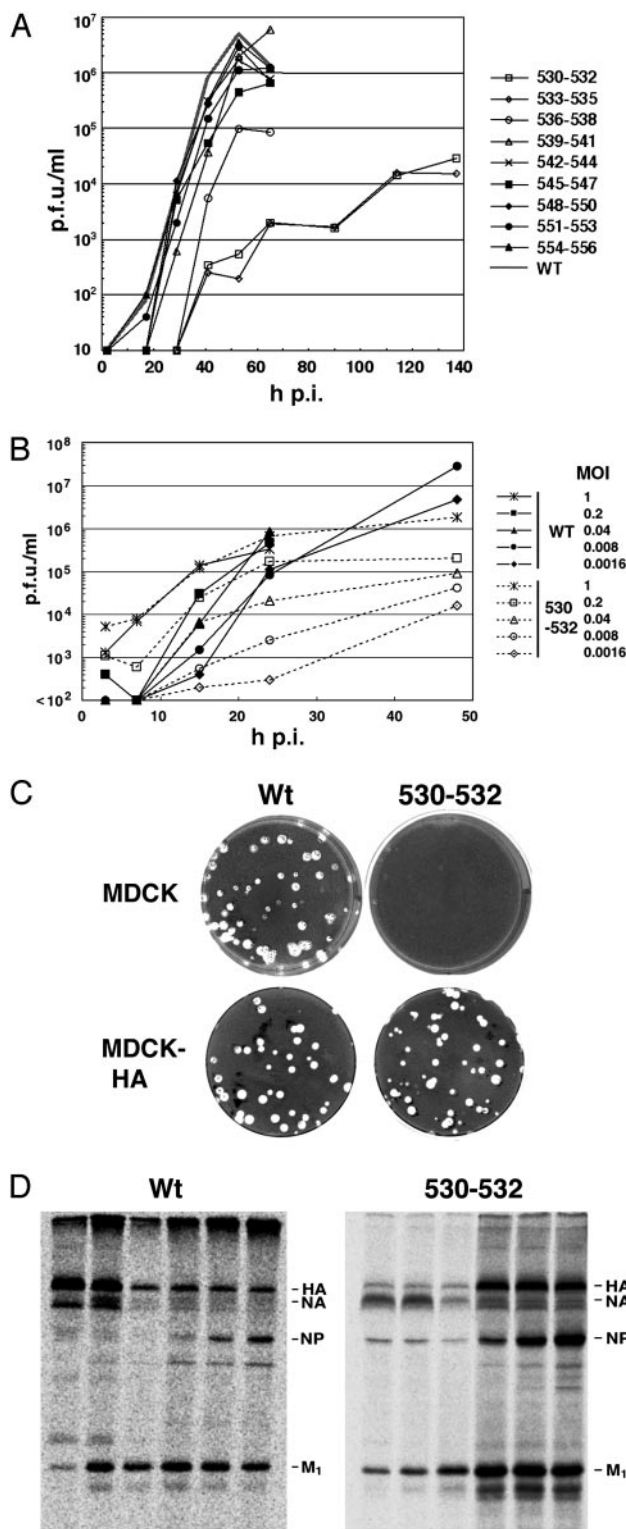 A
p.f.u./ml
10⁷
10⁶
10⁵
10⁴
10³
10²
10
0 20 40 60 80 100 120 140
h p.i.
530-532
533-535
536-538
539-541
542-544
545-547
548-550
551-553
554-556
WT
B
p.f.u./ml
10⁸
10⁷
10⁶
10⁵
10⁴
10³
<10²
0 10 20 30 40 50
h p.i.
MOI
1
0.2
WT 0.04
0.008
0.0016
1
0.2
530-532 0.04
0.008
0.0016
C
Wt 530-532
MDCK
MDCK-
HA
D
Wt 530-532
HA HA
NA NA
NP NP
M₁ M₁